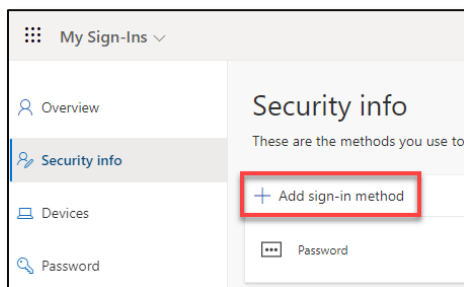 My Sign-Ins
Overview
Security info
Devices
Password
Security info
These are the methods you use to
+ Add sign-in method
Password